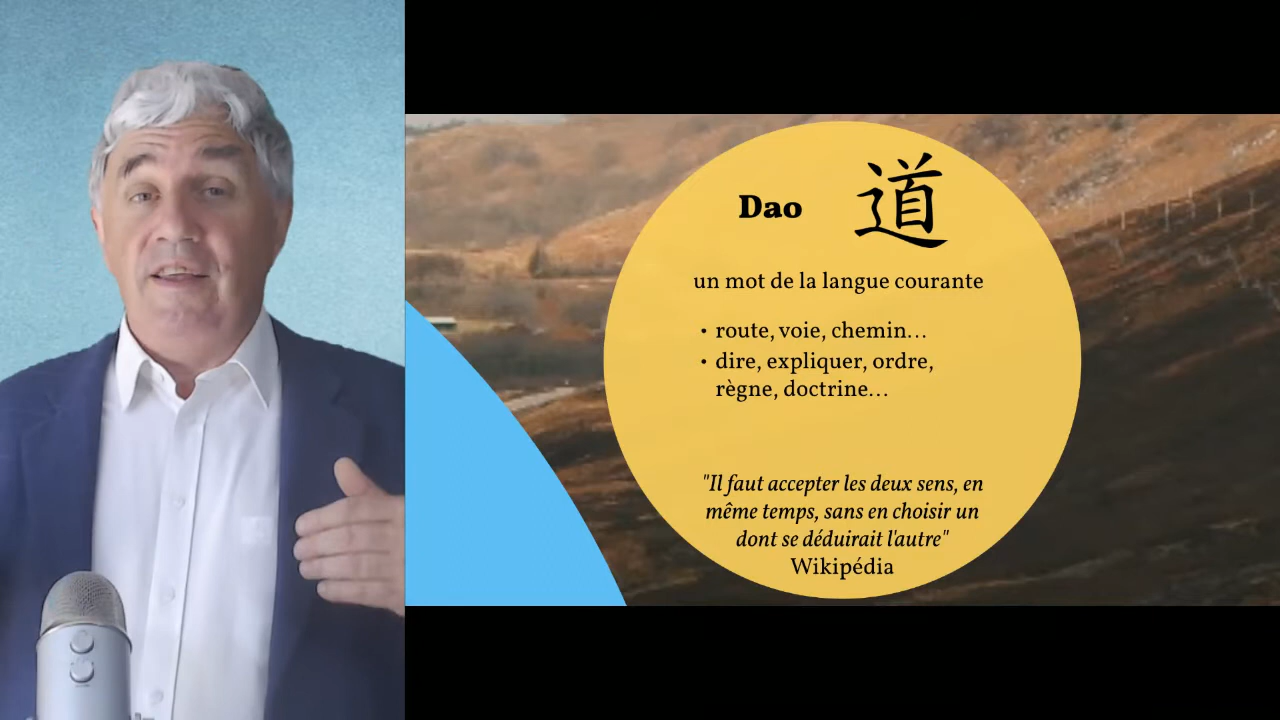 Dao 道
un mot de la langue courante
• route, voie, chemin…
• dire, expliquer, ordre,
règne, doctrine…
"Il faut accepter les deux sens, en
même temps, sans en choisir un
dont se déduirait l'autre"
Wikipédia